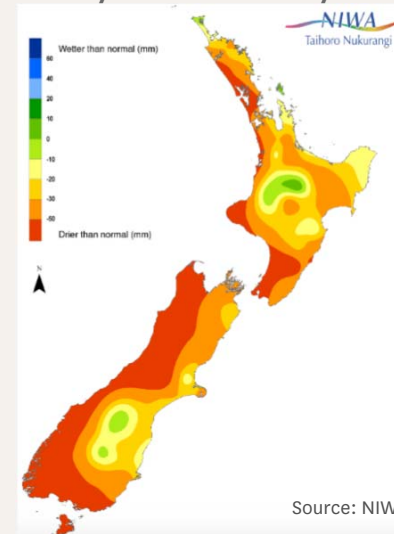 NIWA
Taihoro Nukurangi
Wetter than normal (mm)
60
40
20
10
0
-10
-20
-30
-50
Drier than normal (mm)
N
Source: NIW